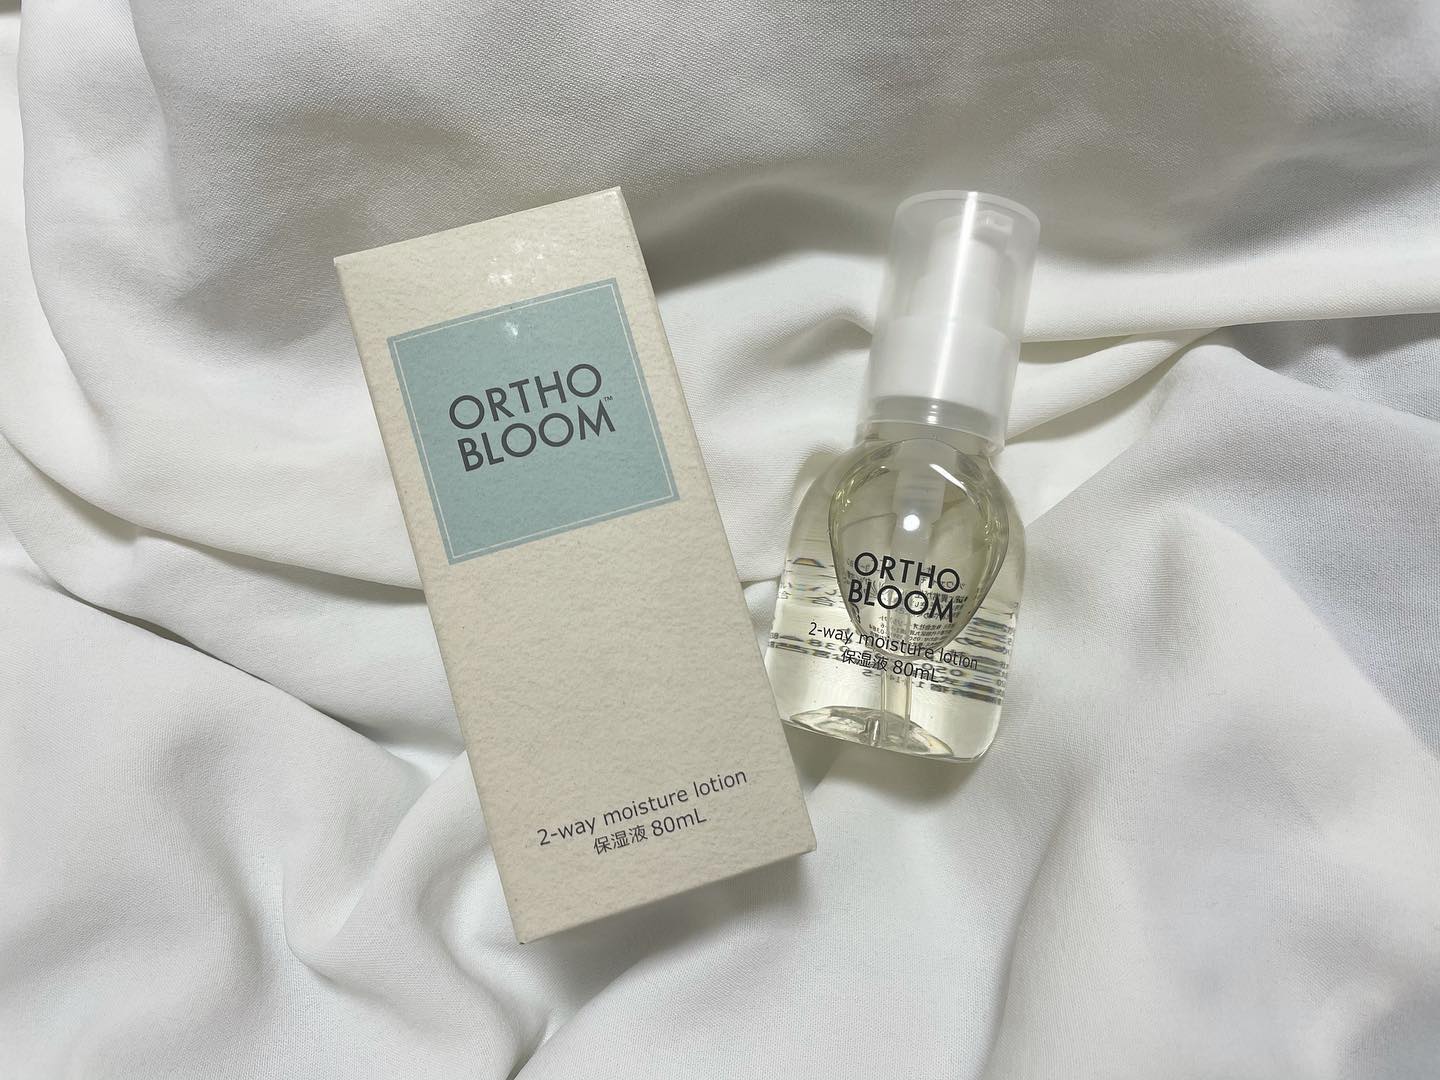 ORTHO
BLOOM™
2-way moisture lotion
保湿液 80mL
ORTHO
BLOOM™
2-way moisture lotion
保湿液 80mL